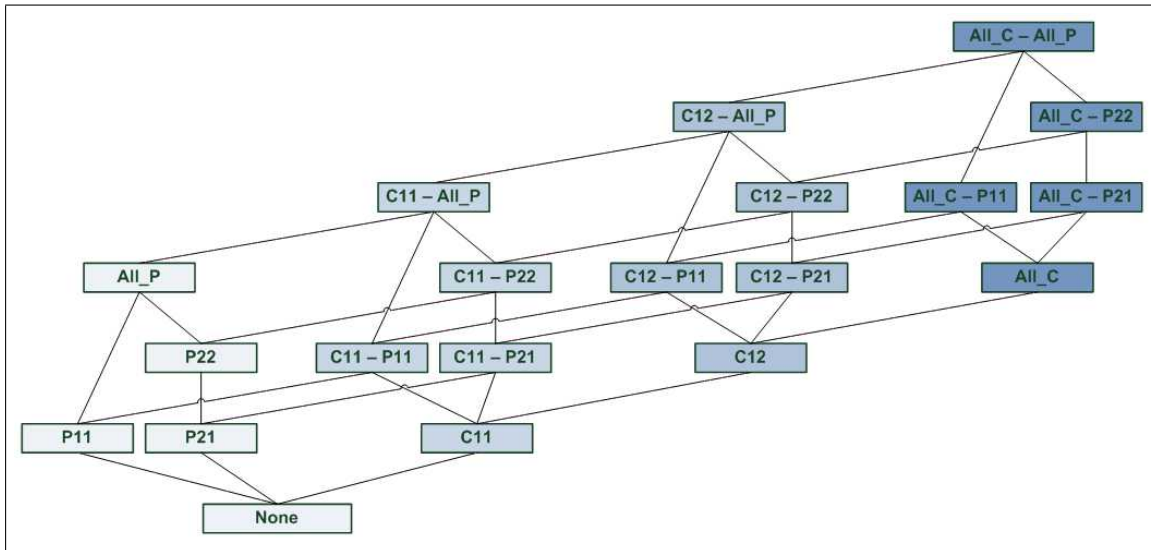 All_C – All_P
C12 – All_P
All_C – P22
C11 – All_P
C12 – P22
All_C – P11
All_C – P21
All_P
C11 – P22
C12 – P11
C12 – P21
All_C
P22
C11 – P11
C11 – P21
C12
P11
P21
C11
None